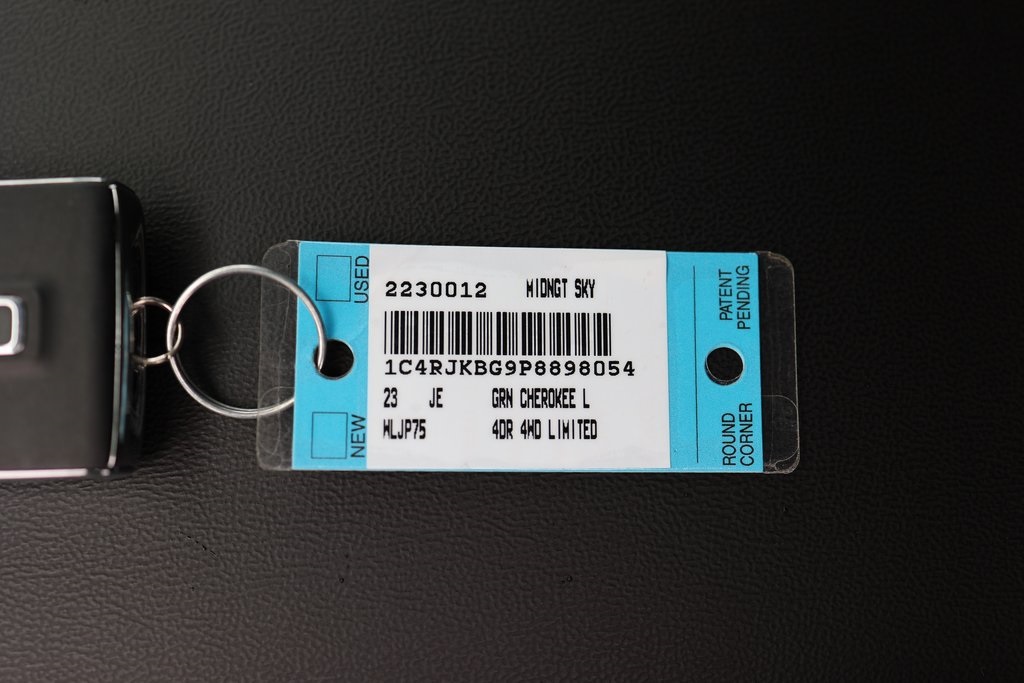 USED
NEW
2230012 MIDNGT SKY
1C4RJKBG9P8898054
23 JE GRN CHEROKEE L
WLJP75 4DR 4WD LIMITED
PATENT
PENDING
ROUND
CORNER